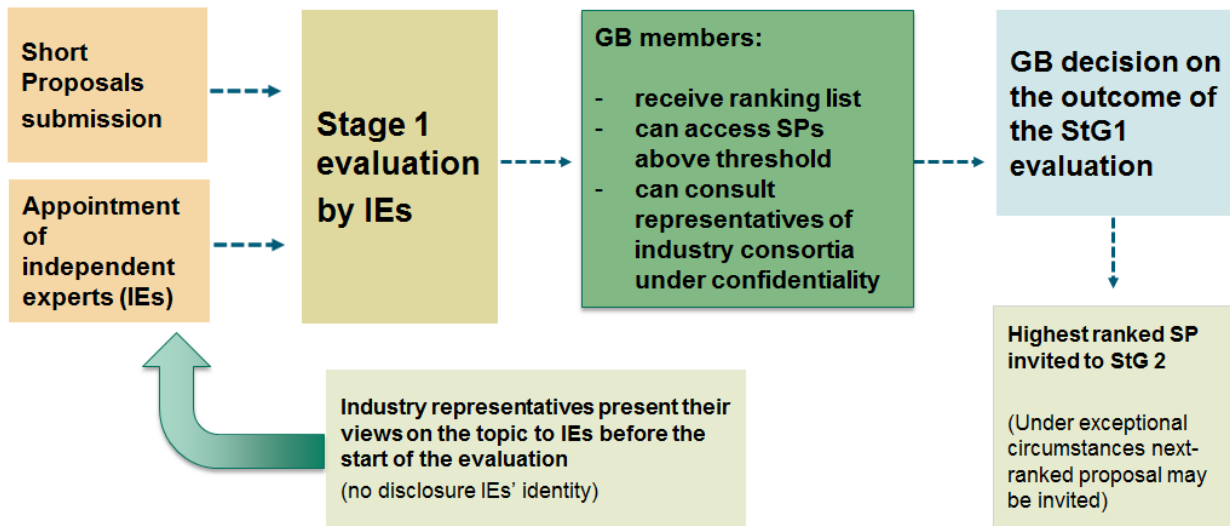 Short
Proposals
submission
Appointment
of
independent
experts (IEs)
Stage 1
evaluation
by IEs
GB members:
- receive ranking list
- can access SPs
above threshold
- can consult
representatives of
industry consortia
under confidentiality
GB decision on
the outcome of
the StG1
evaluation
Highest ranked SP
invited to StG 2
(Under exceptional
circumstances next-
ranked proposal may
be invited)
Industry representatives present their
views on the topic to IEs before the
start of the evaluation
(no disclosure IEs' identity)